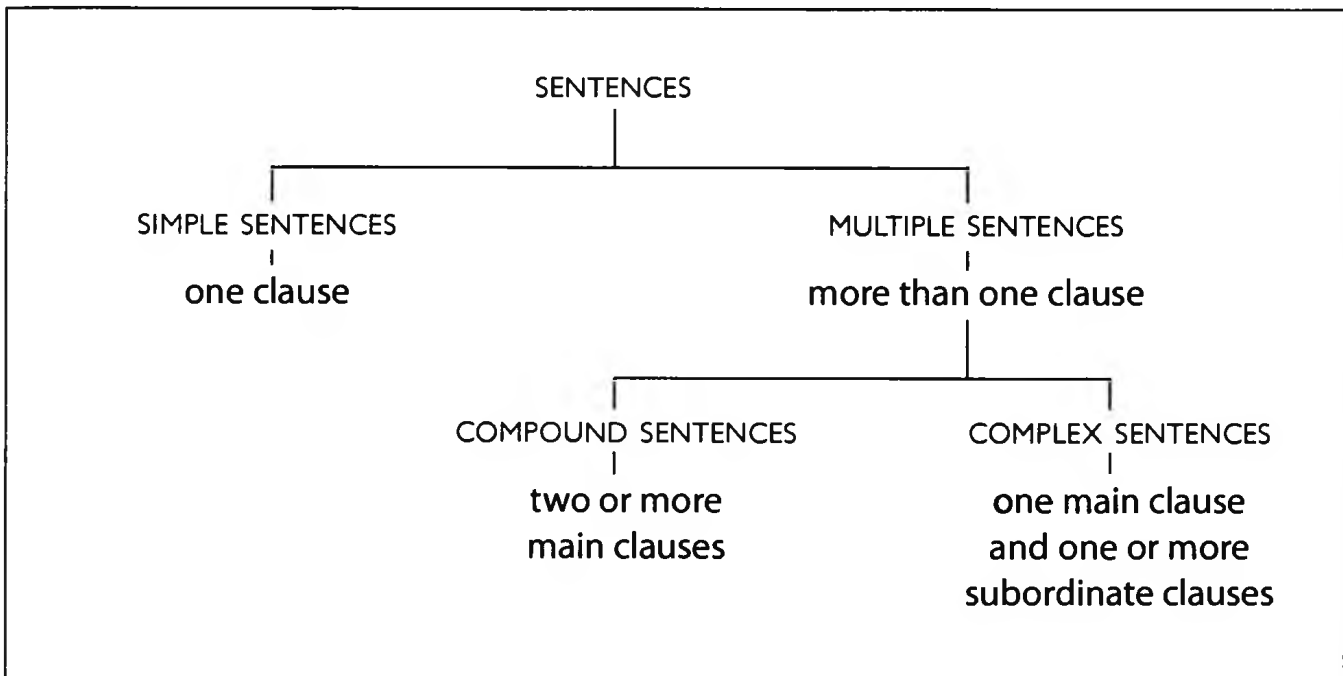 SENTENCES
SIMPLE SENTENCES
MULTIPLE SENTENCES
one clause
more than one clause
COMPOUND SENTENCES
COMPLEX SENTENCES
two or more
main clauses
one main clause
and one or more
subordinate clauses